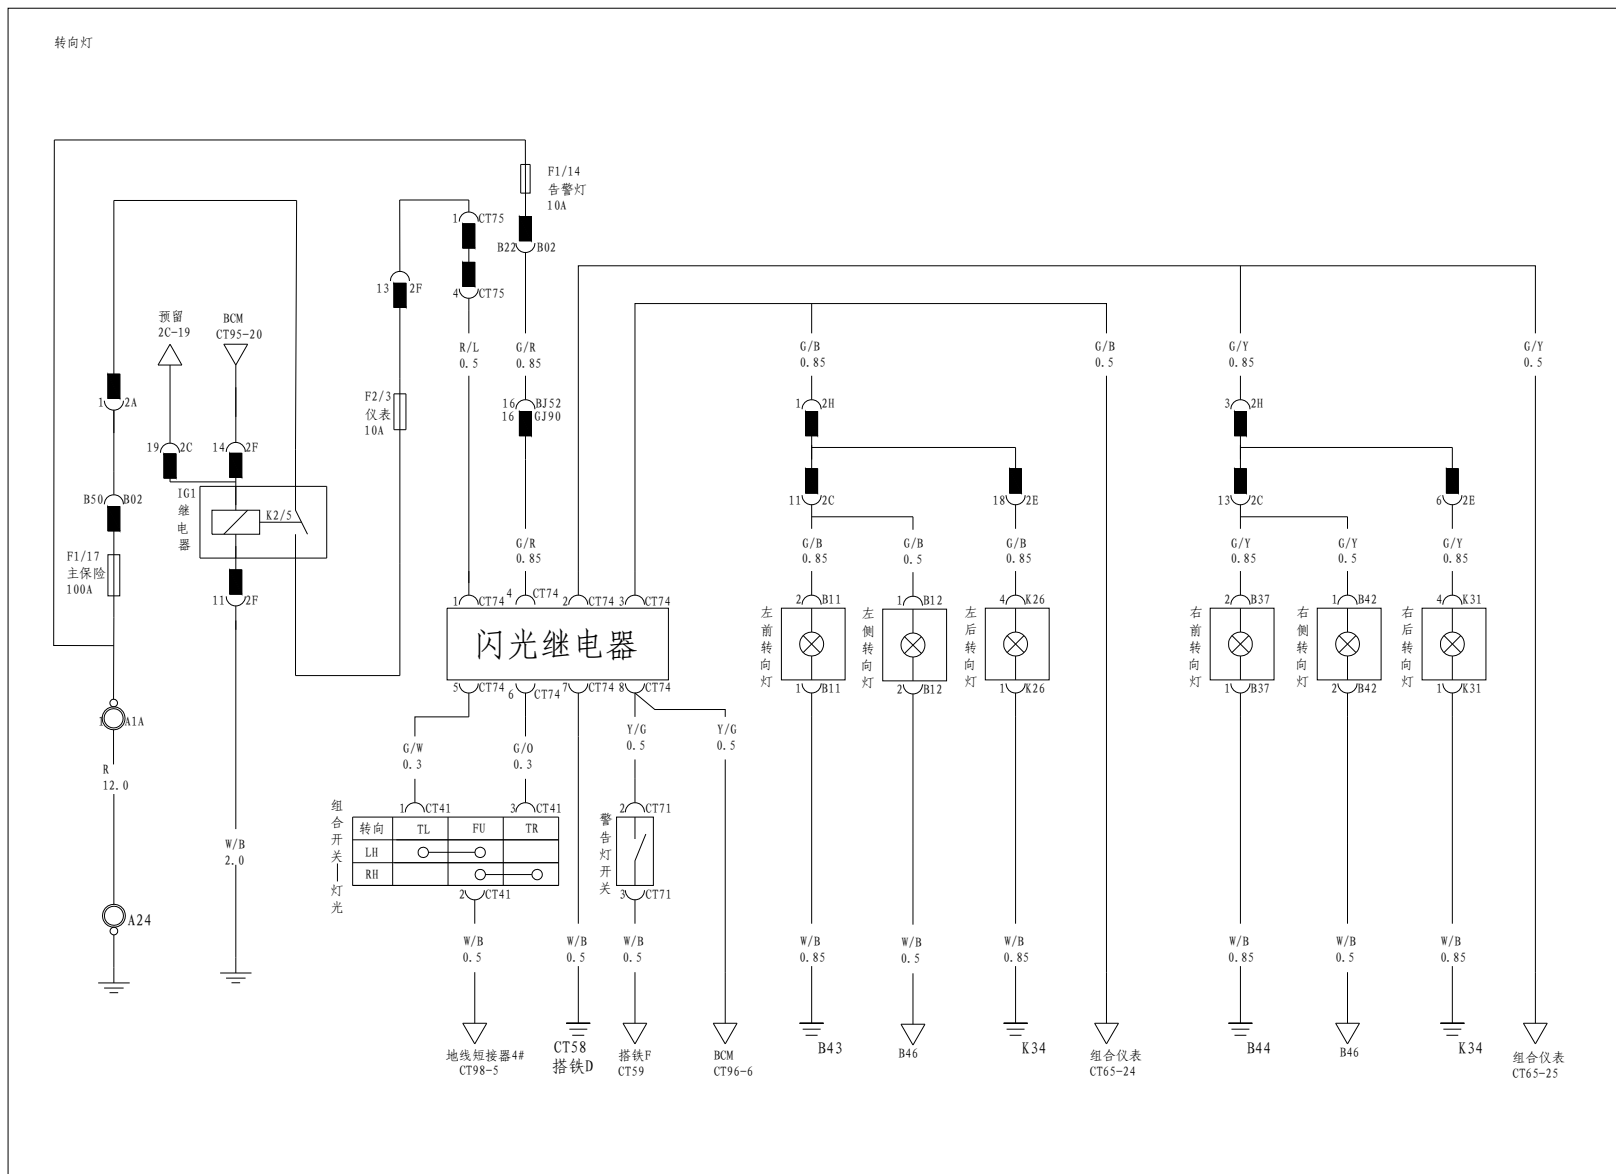 转向灯
F1/14
告警灯
10A
1 CT75
B22 B02
13 2F
4 CT75
预留
2C-19
BCM
CT95-20
R/L
0.5
G/R
0.85
G/B
0.85
G/B
0.5
G/Y
0.85
G/Y
0.5
1 2A
F2/3
仪表
10A
16 BJ52
16 GJ90
1 2H
3 2H
19 2C
14 2F
B50 B02
IG1
继电器
K2/5
11 2C
18 2E
13 2C
6 2E
F1/17
主保险
100A
11 2F
G/R
0.85
G/B
0.85
G/B
0.5
G/B
0.85
G/Y
0.85
G/Y
0.5
G/Y
0.85
1 CT74
4 CT74
2 CT74
3 CT74
2 B11
1 B12
4 K26
2 B37
1 B42
4 K31
闪光继电器
左前转向灯
左侧转向灯
左后转向灯
右前转向灯
右侧转向灯
右后转向灯
5 CT74
6 CT74
7 CT74
8 CT74
1 B11
2 B12
1 K26
1 B37
2 B42
1 K31
1 A1A
R
12.0
G/W
0.3
G/O
0.3
Y/G
0.5
Y/G
0.5
组合开关—灯光
1 CT41
3 CT41
2 CT71
转向 TL FU TR
LH
RH
警告灯开关
2 CT41
3 CT71
W/B
2.0
A24
W/B
0.5
W/B
0.5
W/B
0.5
W/B
0.85
W/B
0.5
W/B
0.85
W/B
0.85
W/B
0.5
W/B
0.85
地线短接器4#
CT98-5
CT58
搭铁D
搭铁F
CT59
BCM
CT96-6
B43
B46
K34
组合仪表
CT65-24
B44
B46
K34
组合仪表
CT65-25